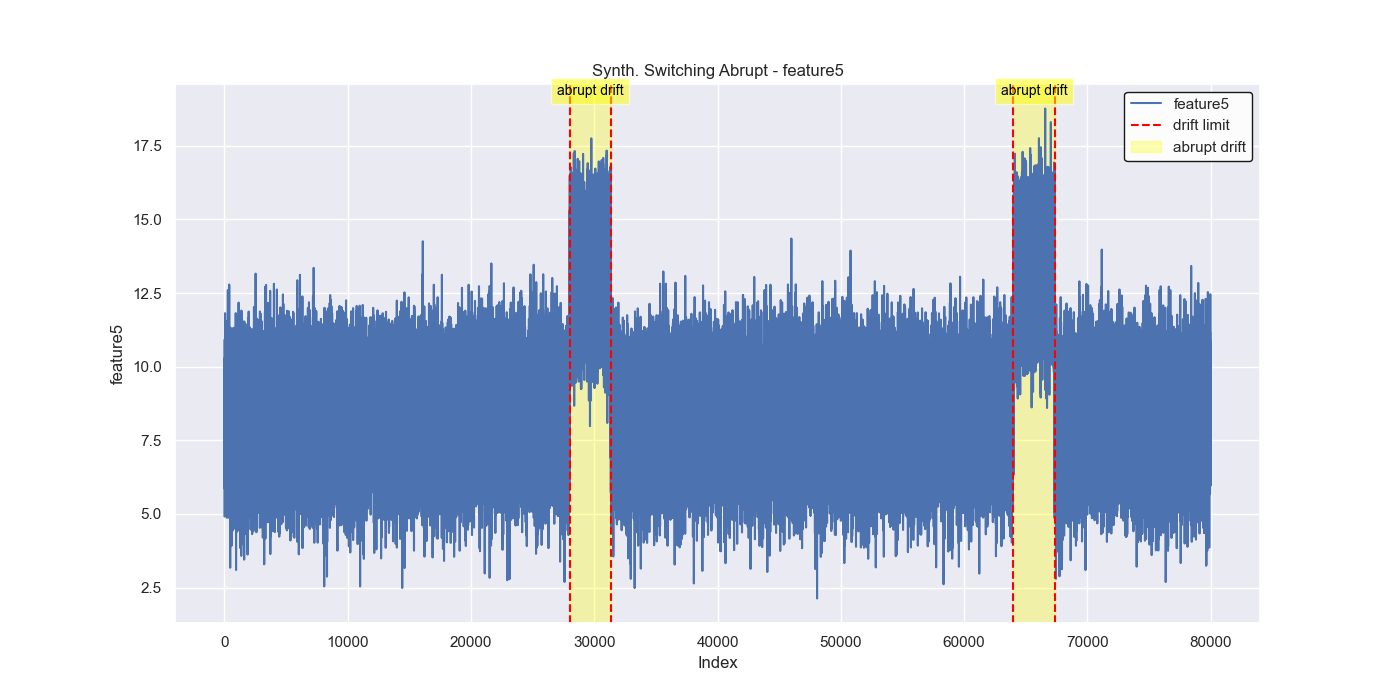 Synth. Switching Abrupt - feature5
abrupt drift
abrupt drift
feature5
drift limit
abrupt drift
17.5
15.0
12.5
10.0
7.5
5.0
2.5
feature5
0
10000
20000
30000
40000
50000
60000
70000
80000
Index